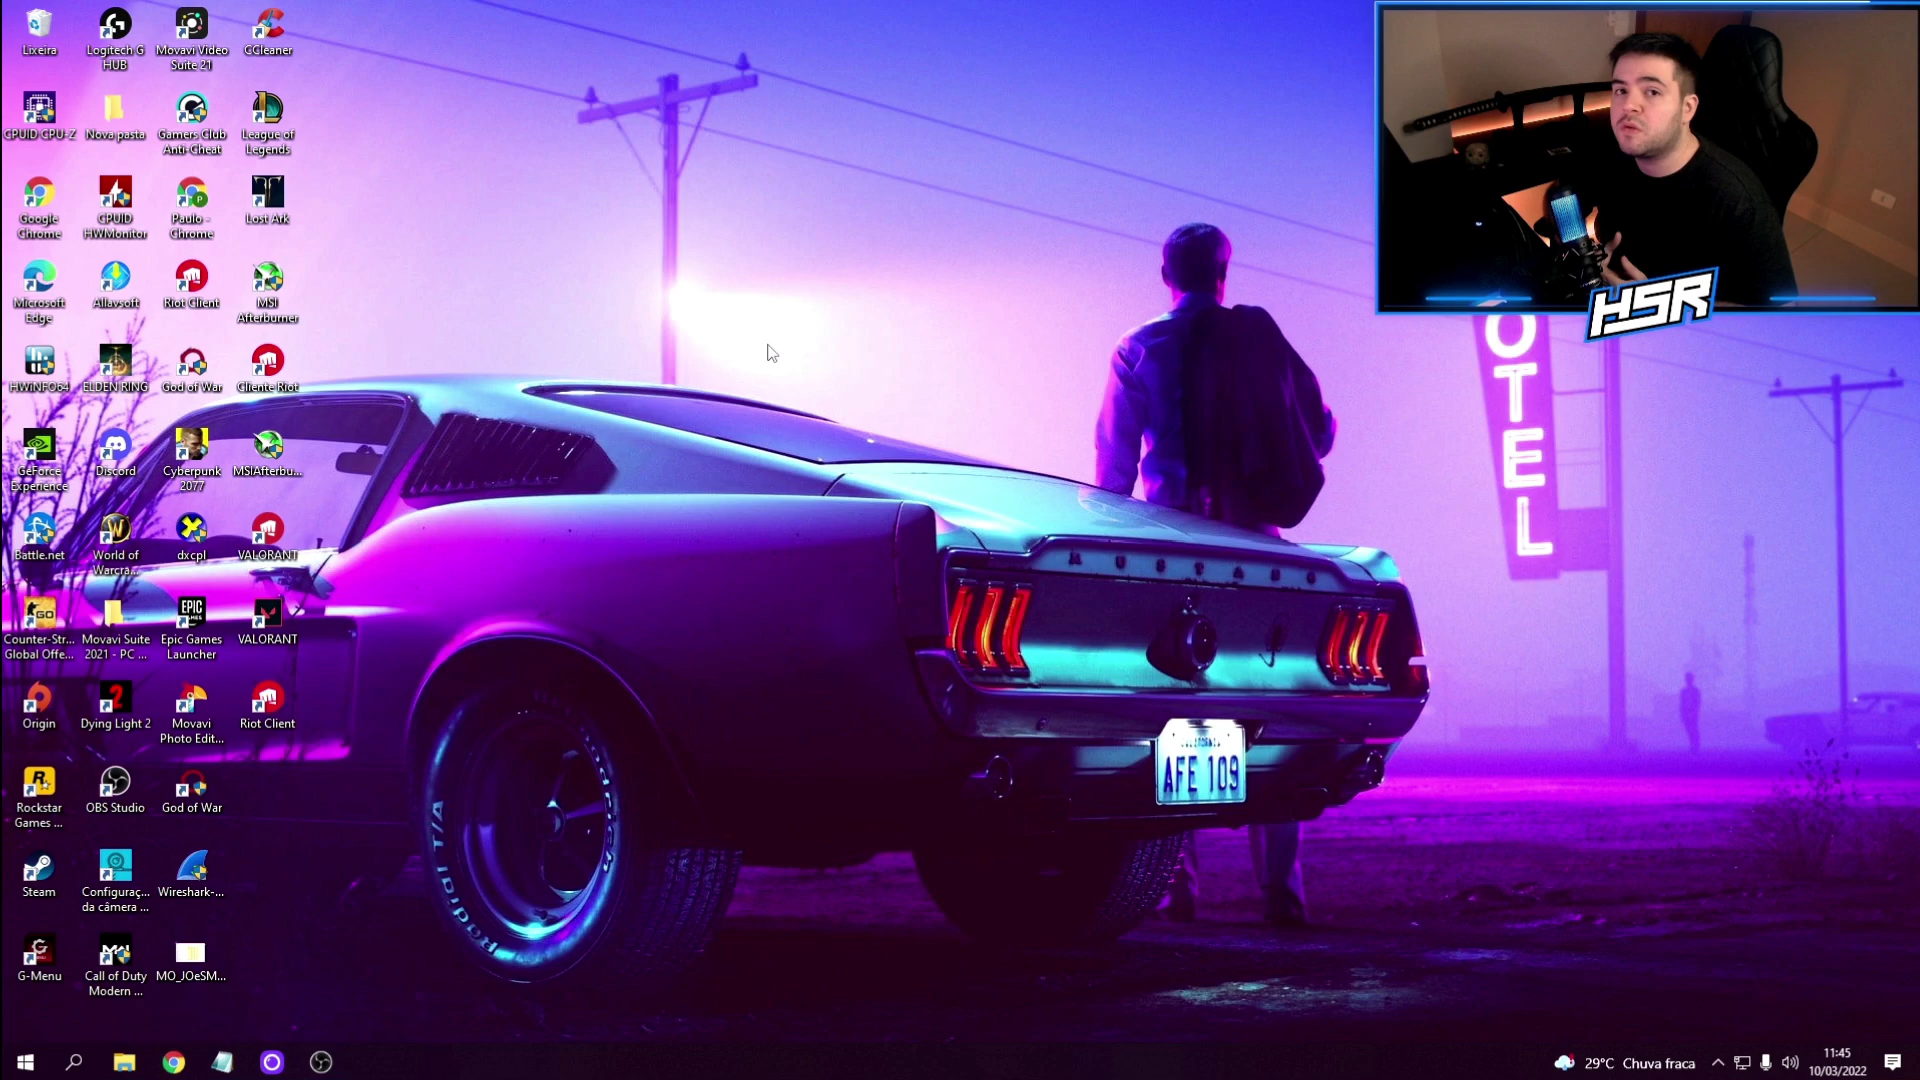 Lixeira
Logitech G
HUB
Movavi Video
Suite 21
CCleaner
CPUID CPU-Z
Nova pasta
Gamers Club
Anti-Cheat
League of
Legends
Google
Chrome
CPUID
HWMonitor
Paulo -
Chrome
Lost Ark
Microsoft
Edge
Allavsoft
Riot Client
MSI
Afterburner
HWiNFO64
ELDEN RING
God of War
Cliente Riot
GeForce
Experience
Discord
Cyberpunk
2077
MSIAfterbu...
Battle.net
World of
Warcra...
dxcpl
VALORANT
Counter-Str...
Global Offe...
Movavi Suite
2021 - PC ...
Epic Games
Launcher
VALORANT
Origin
Dying Light 2
Movavi
Photo Edit...
Riot Client
Rockstar
Games ...
OBS Studio
God of War
Steam
Configuraç...
da câmera ...
Wireshark-...
G-Menu
Call of Duty
Modern ...
MO_JOeSM...
HSR
OTEL
MUSTANG
CALIFORNIA
AFE 109
Radial T/A
29°C Chuva fraca
11:45
10/03/2022